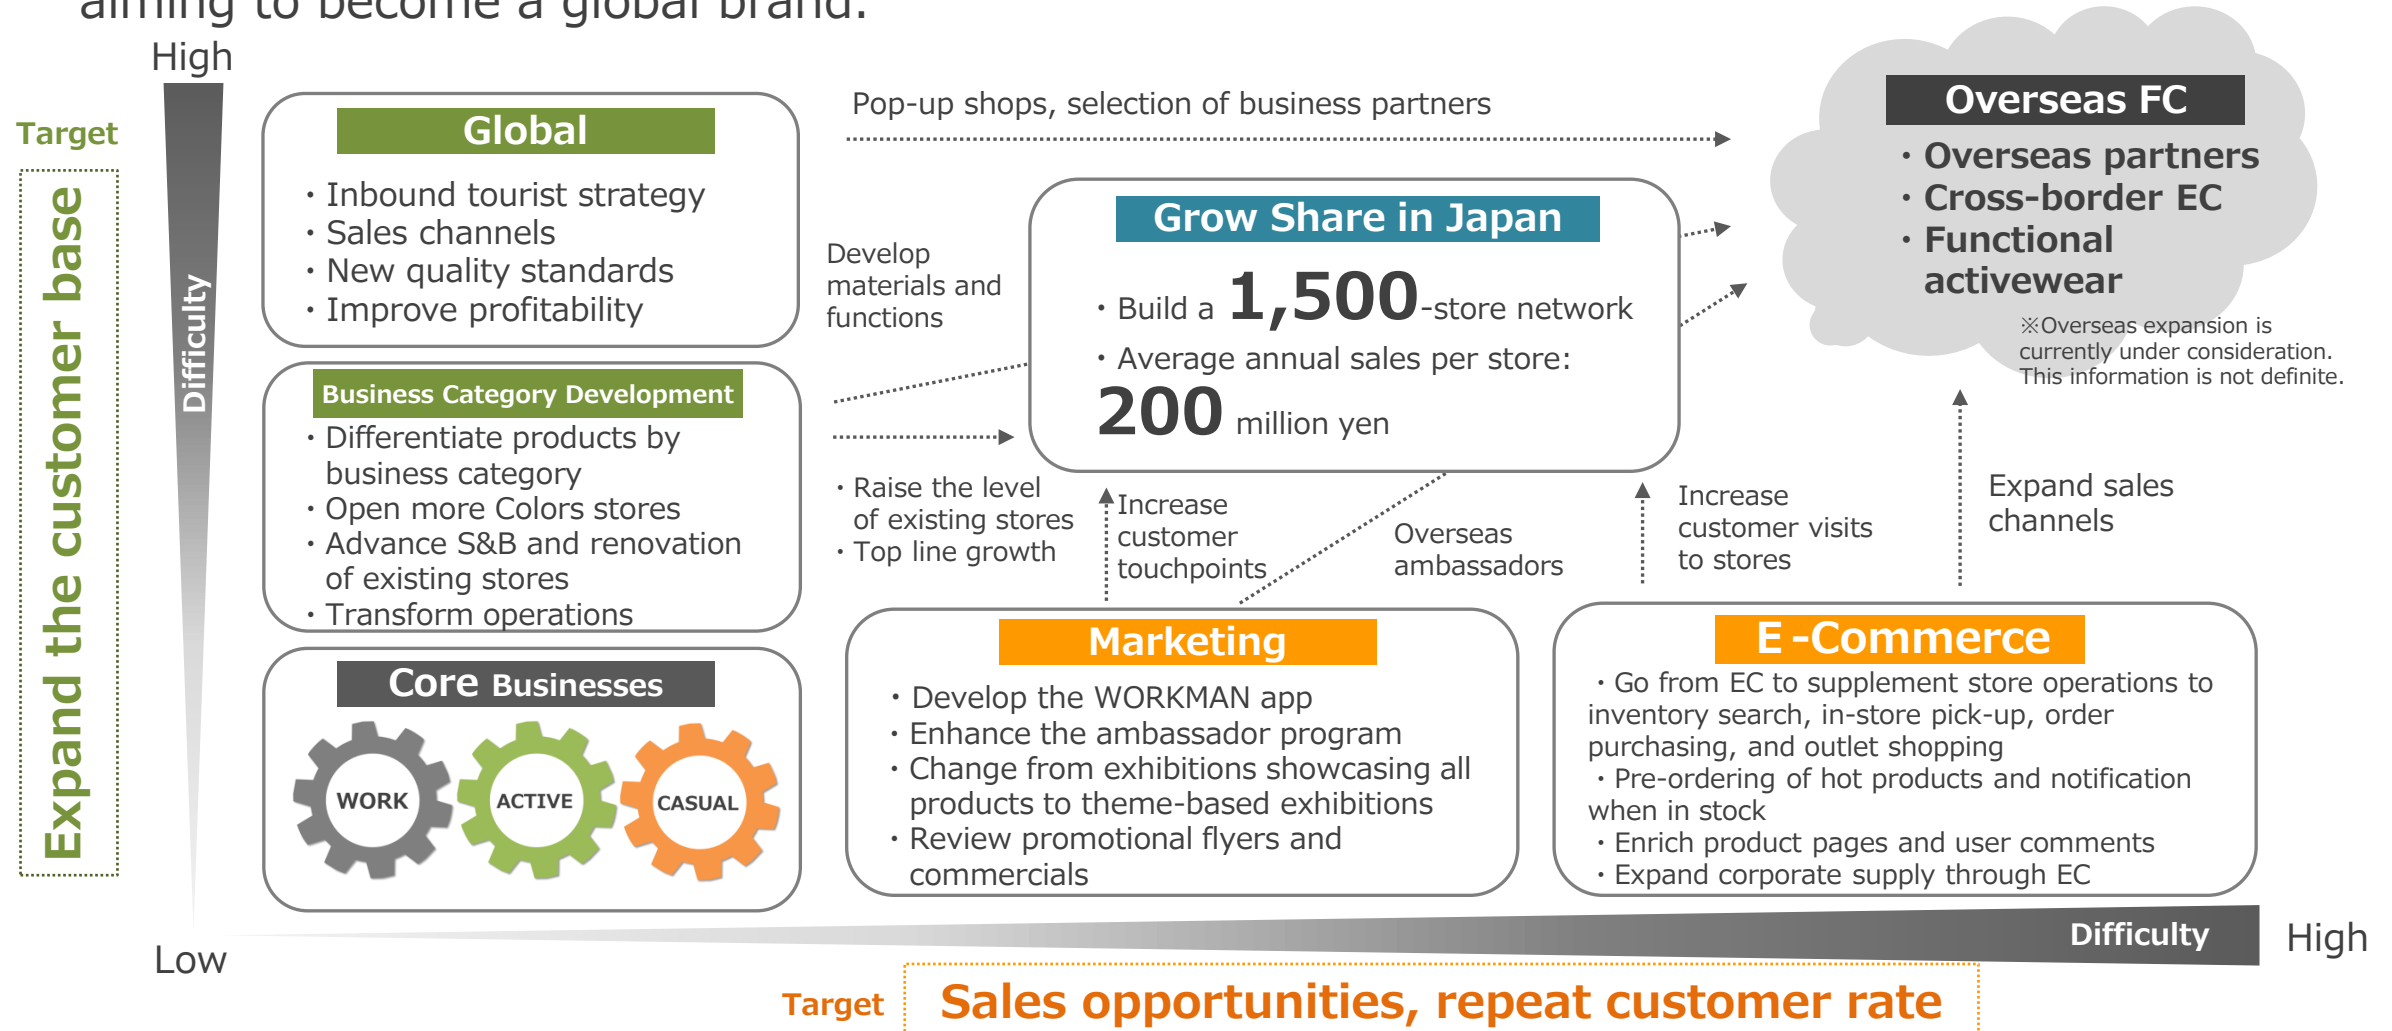 aiming to become a global brand.
High
Target
Expand the customer base
Difficulty
Global
・Inbound tourist strategy
・Sales channels
・New quality standards
・Improve profitability
Business Category Development
・Differentiate products by
business category
・Open more Colors stores
・Advance S&B and renovation
of existing stores
・Transform operations
Core Businesses
WORK
ACTIVE
CASUAL
Low
Pop-up shops, selection of business partners
Develop
materials and
functions
・Raise the level
of existing stores
・Top line growth
Grow Share in Japan
・Build a 1,500-store network
・Average annual sales per store:
200 million yen
Increase
customer
touchpoints
Overseas
ambassadors
Increase
customer visits
to stores
Expand sales
channels
Overseas FC
・Overseas partners
・Cross-border EC
・Functional
activewear
※Overseas expansion is
currently under consideration.
This information is not definite.
Marketing
・Develop the WORKMAN app
・Enhance the ambassador program
・Change from exhibitions showcasing all
products to theme-based exhibitions
・Review promotional flyers and
commercials
E-Commerce
・Go from EC to supplement store operations to
inventory search, in-store pick-up, order
purchasing, and outlet shopping
・Pre-ordering of hot products and notification
when in stock
・Enrich product pages and user comments
・Expand corporate supply through EC
Difficulty
High
Target
Sales opportunities, repeat customer rate